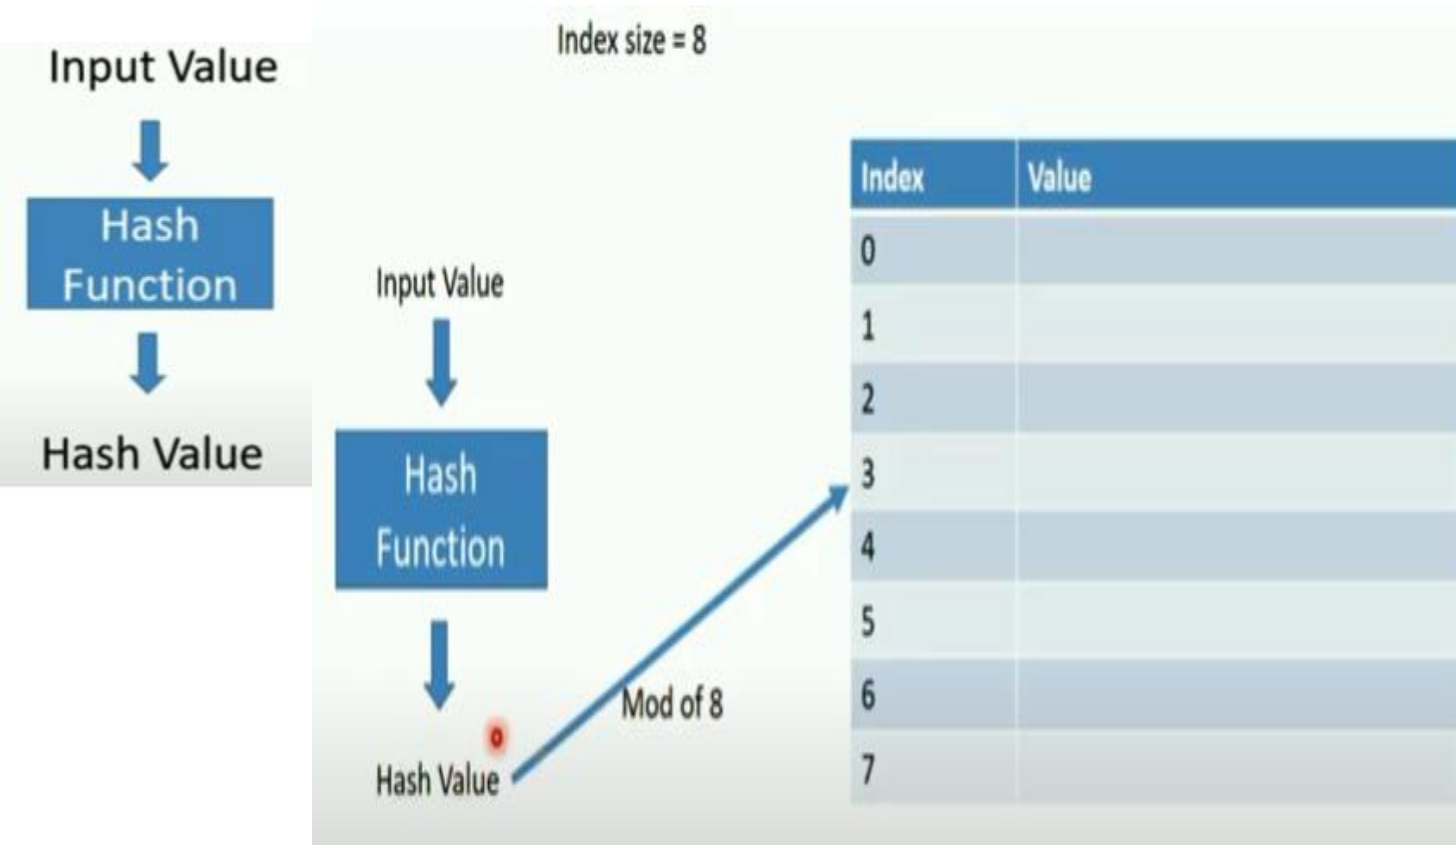 Input Value
Hash
Function
Hash Value
Index size = 8
Input Value
Hash
Function
Hash Value
Mod of 8
Index Value
0
1
2
3
4
5
6
7